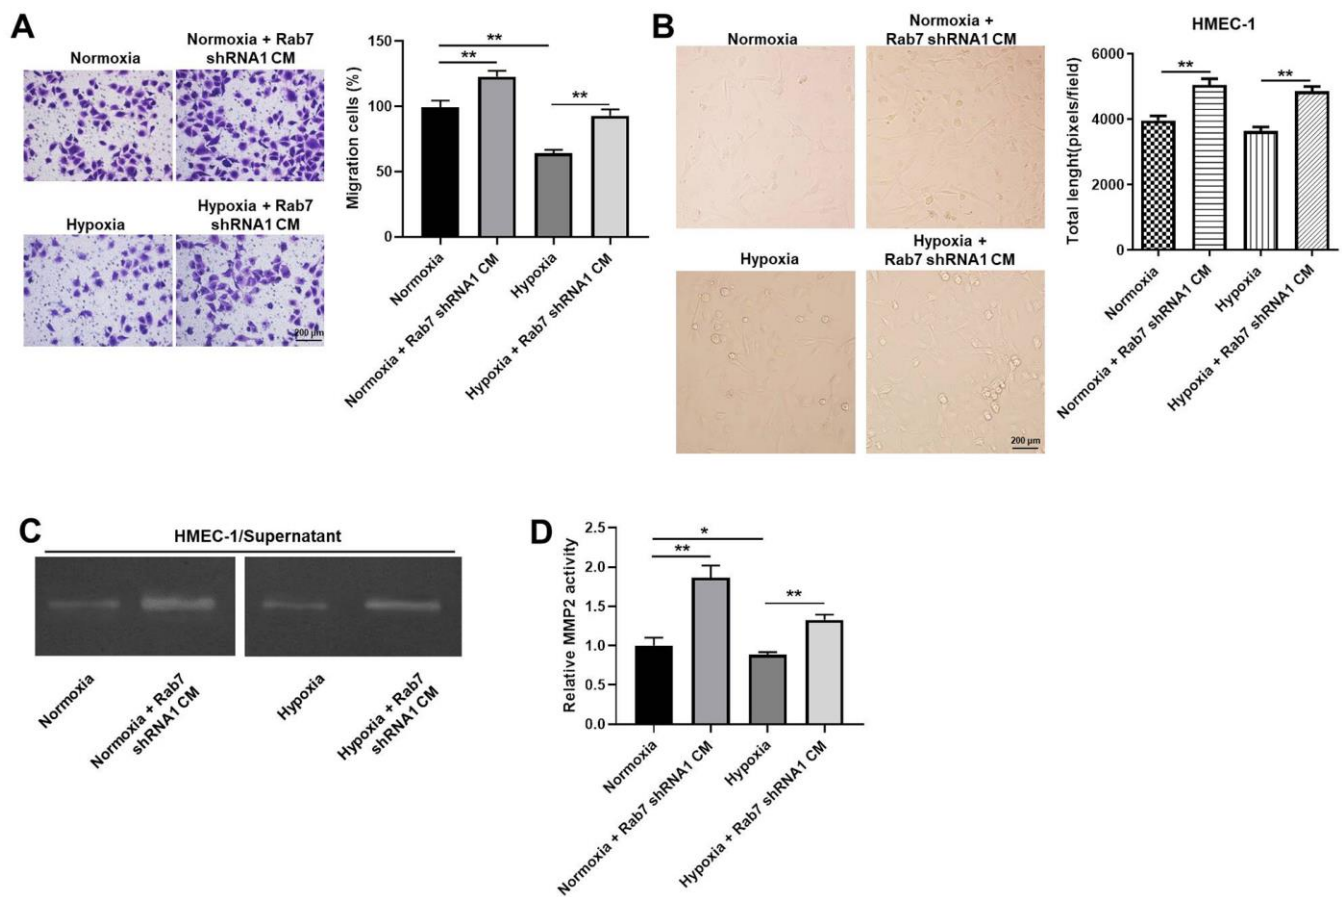 A
Normoxia
Normoxia + Rab7
shRNA1 CM
Hypoxia
Hypoxia + Rab7
shRNA1 CM
200 µm
Migration cells (%)
150
100
50
0
**
**
**
Normoxia
Normoxia + Rab7 shRNA1 CM
Hypoxia
Hypoxia + Rab7 shRNA1 CM
B
Normoxia
Normoxia +
Rab7 shRNA1 CM
Hypoxia
Hypoxia +
Rab7 shRNA1 CM
200 µm
HMEC-1
Total lenght(pixels/field)
6000
4000
2000
0
**
**
Normoxia
Normoxia + Rab7 shRNA1 CM
Hypoxia
Hypoxia + Rab7 shRNA1 CM
C
HMEC-1/Supernatant
Normoxia
Normoxia + Rab7
shRNA1 CM
Hypoxia
Hypoxia + Rab7
shRNA1 CM
D
Relative MMP2 activity
2.5
2.0
1.5
1.0
0.5
0.0
*
**
**
Normoxia
Normoxia + Rab7 shRNA1 CM
Hypoxia
Hypoxia + Rab7 shRNA1 CM